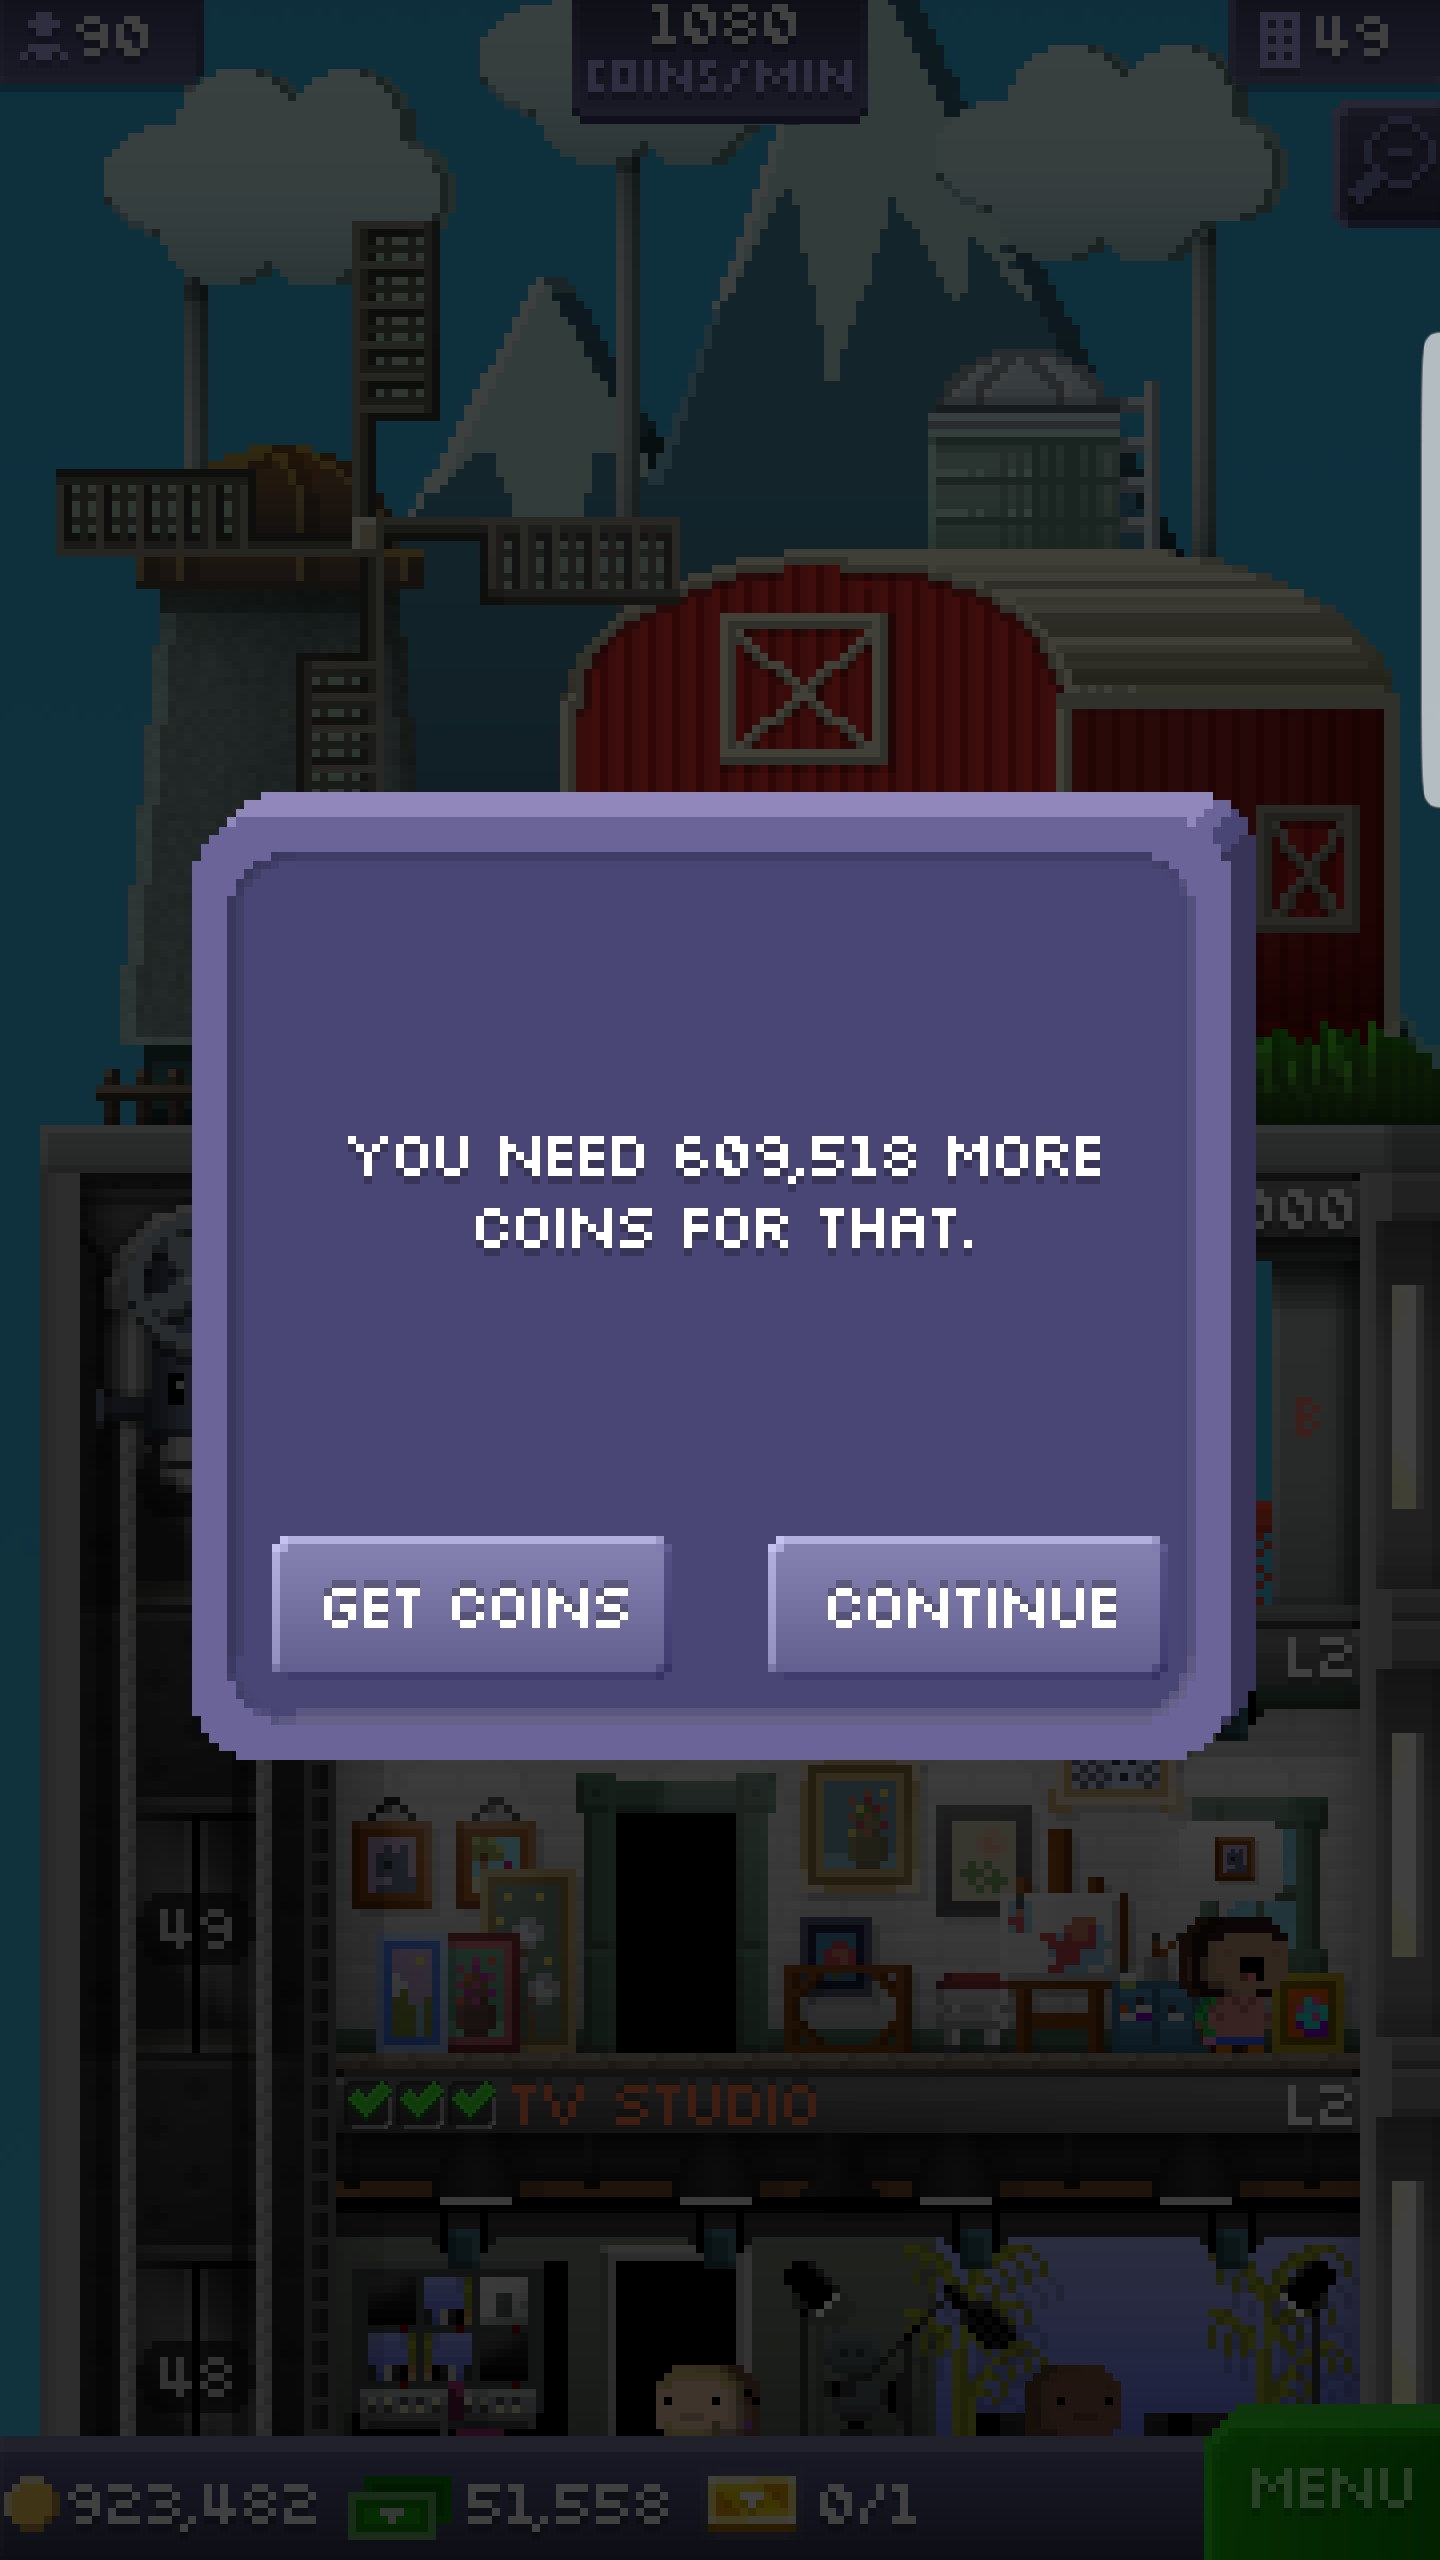 90
1080
COINS/MIN
49
YOU NEED 609,518 MORE
COINS FOR THAT.
GET COINS
CONTINUE
000
B
L2
49
TV STUDIO
L2
48
923,482
51,558
0/1
MENU